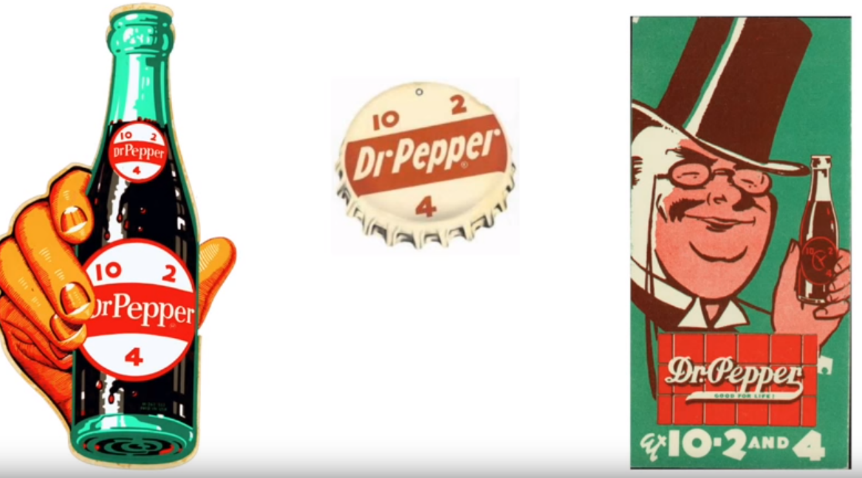 10 2
Dr Pepper
4
10 2
Dr Pepper
4
10 2
Dr·Pepper
4
Dr. Pepper
GOOD FOR LIFE!
at 10-2 AND 4